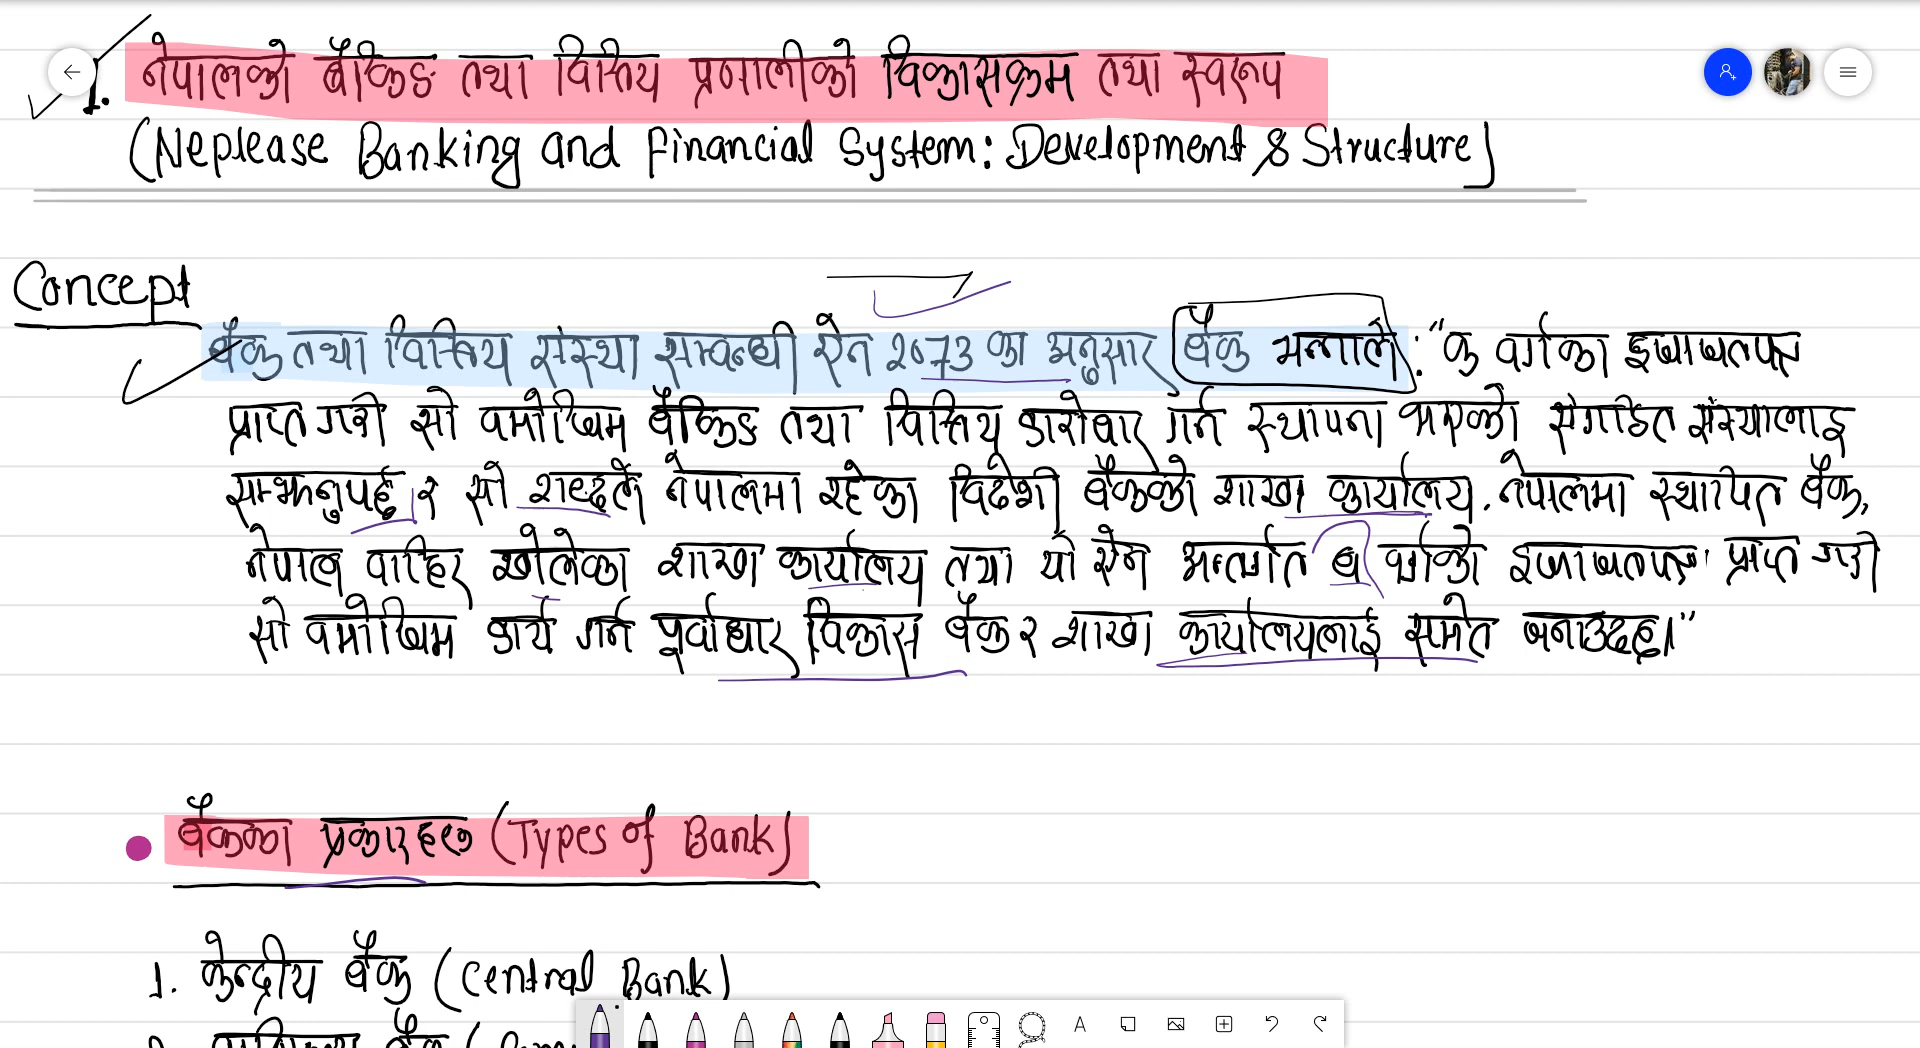 1. नेपालको बैंकिङ तथा वित्तिय प्रणालीको विकासक्रम तथा स्वरूप
(Neplease Banking and Financial System: Development & Structure)
Concept
बैंक तथा वित्तिय संस्था सम्बन्धी ऐन 2073 का अनुसार बैंक भन्नाले: "क वर्गका इजाजतपत्र
प्राप्त गरी सो बमोजिम बैंकिङ तथा वित्तिय कारोबार गर्न स्थापना भएको संगठित संस्थालाइ
सम्झनुपर्छ र सो शब्दले नेपालमा रहेका विदेशी बैंकको शाखा कार्यालय, नेपालमा स्थापित बैंक,
नेपाल बाहिर खोलेका शाखा कार्यालय तथा यो ऐन अन्तर्गत ख वर्गको इजाजतपत्र प्राप्त गरी
सो बमोजिम कार्य गर्न पूर्वाधार विकास बैंक र शाखा कार्यालयलाई समेत जनाउदछ।"
बैंकका प्रकारहरु (Types of Bank)
1. केन्द्रीय बैंक (Central Bank)
A